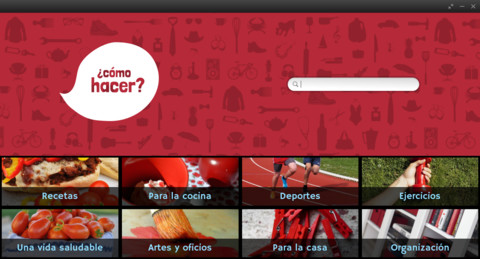 ¿cómo
hacer?
Recetas
Para la cocina
Deportes
Ejercicios
Una vida saludable
Artes y oficios
Para la casa
Organización